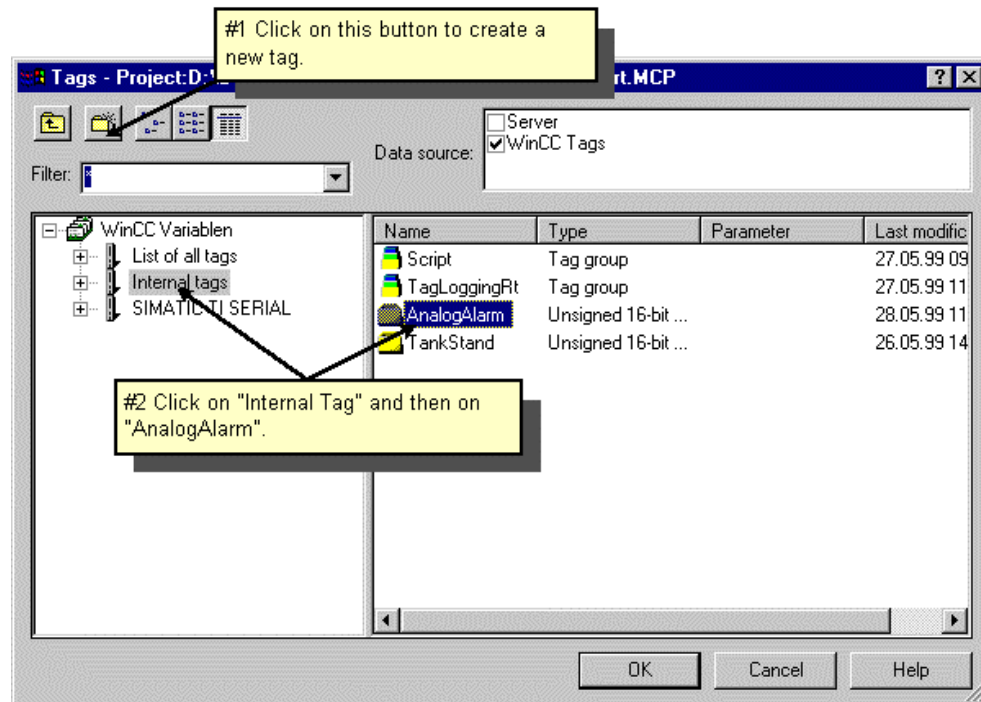 #1 Click on this button to create a
new tag.
Tags - Project:D:\ rt.MCP
Data source:
Server
WinCC Tags
Filter: *
WinCC Variablen
List of all tags
Internal tags
SIMATIC TI SERIAL
Name Type Parameter Last modific
Script Tag group 27.05.99 09
TagLoggingRt Tag group 27.05.99 11
AnalogAlarm Unsigned 16-bit ... 28.05.99 11
TankStand Unsigned 16-bit ... 26.05.99 14
#2 Click on "Internal Tag" and then on
"AnalogAlarm".
OK Cancel Help